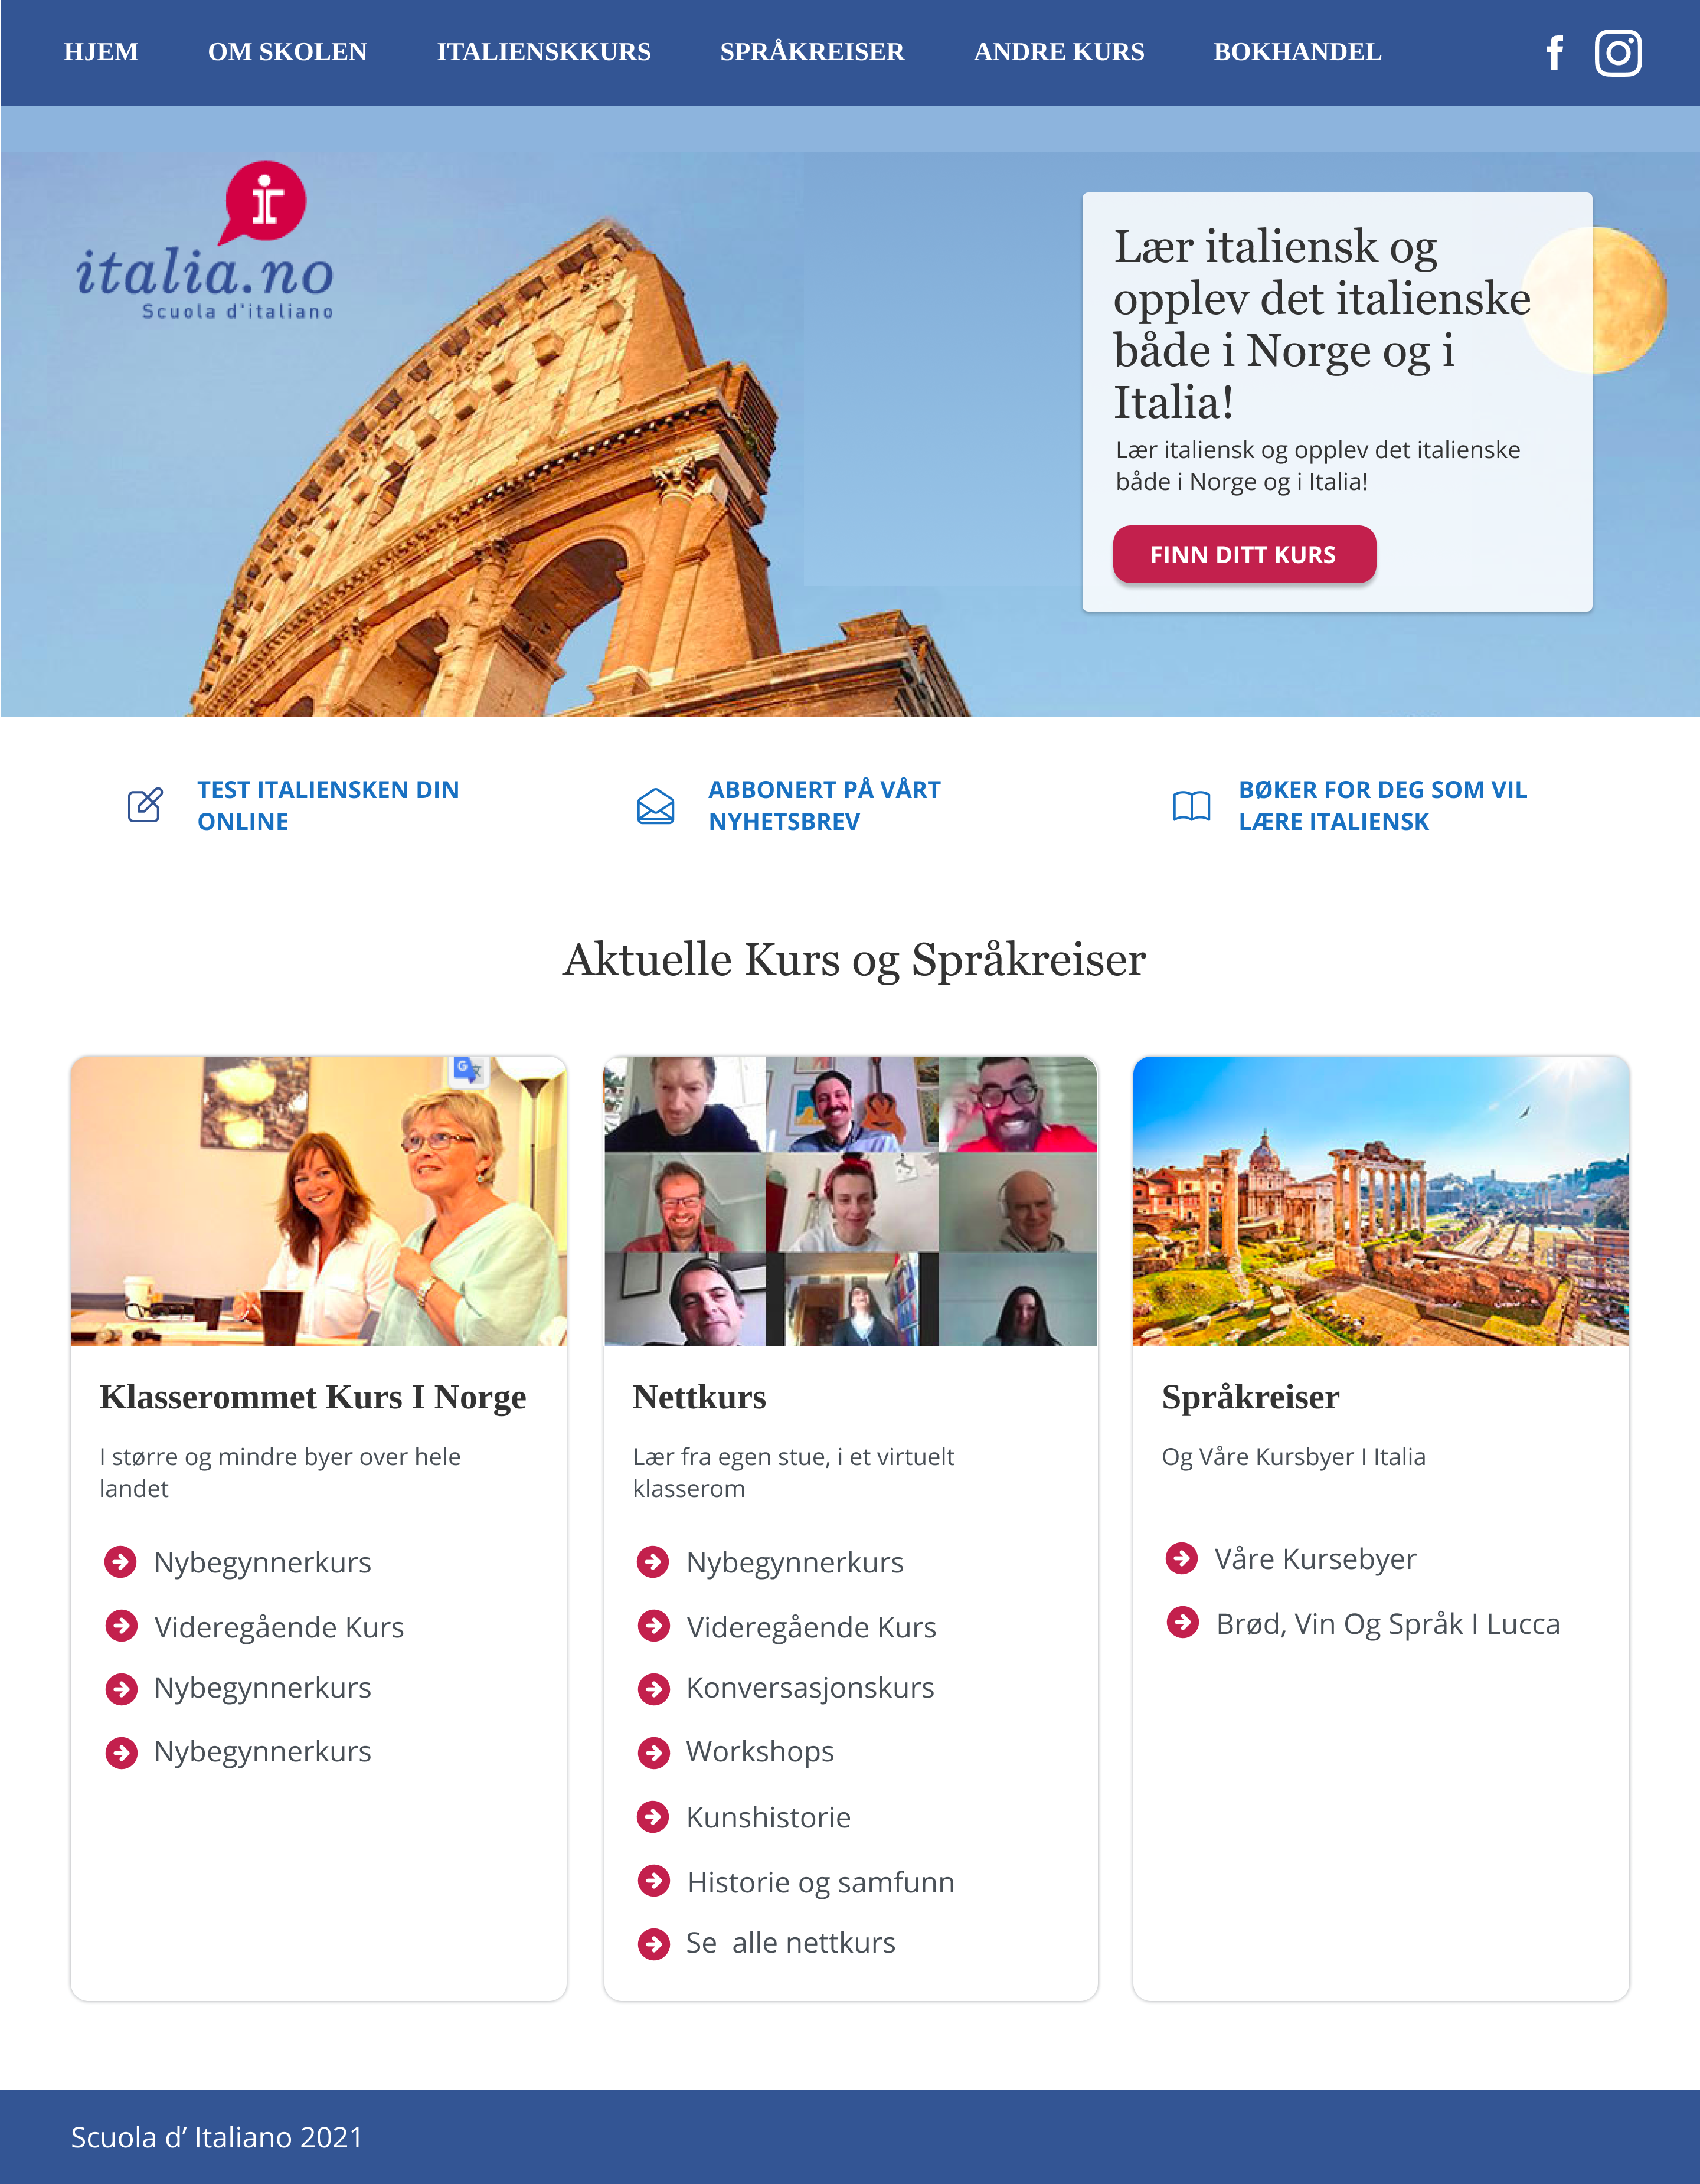 HJEM OM SKOLEN ITALIENSKKURS SPRÅKREISER ANDRE KURS BOKHANDEL
italia.no
Scuola d'italiano
Lær italiensk og
opplev det italienske
både i Norge og i
Italia!
Lær italiensk og opplev det italienske
både i Norge og i Italia!
FINN DITT KURS
TEST ITALIENSKEN DIN
ONLINE
ABBONERT PÅ VÅRT
NYHETSBREV
BØKER FOR DEG SOM VIL
LÆRE ITALIENSK
Aktuelle Kurs og Språkreiser
Klasserommet Kurs I Norge
I større og mindre byer over hele
landet
Nybegynnerkurs
Videregående Kurs
Nybegynnerkurs
Nybegynnerkurs
Nettkurs
Lær fra egen stue, i et virtuelt
klasserom
Nybegynnerkurs
Videregående Kurs
Konversasjonskurs
Workshops
Kunshistorie
Historie og samfunn
Se  alle nettkurs
Språkreiser
Og Våre Kursbyer I Italia
Våre Kursebyer
Brød, Vin Og Språk I Lucca
Scuola d’ Italiano 2021